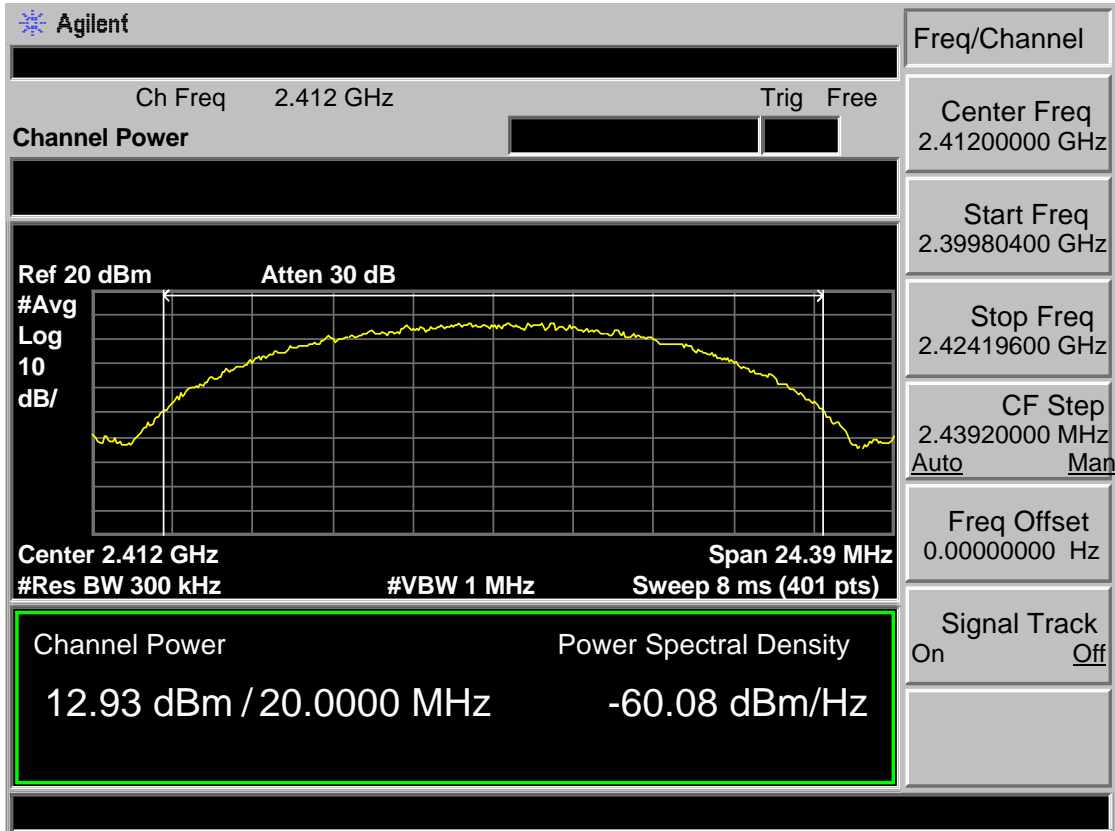 Agilent
Freq/Channel
Ch Freq 2.412 GHz Trig Free
Channel Power
Center Freq
2.41200000 GHz
Start Freq
2.39980400 GHz
Stop Freq
2.42419600 GHz
CF Step
2.43920000 MHz
Auto Man
Freq Offset
0.00000000 Hz
Signal Track
On Off
Ref 20 dBm Atten 30 dB
#Avg
Log
10
dB/
Center 2.412 GHz Span 24.39 MHz
#Res BW 300 kHz #VBW 1 MHz Sweep 8 ms (401 pts)
Channel Power Power Spectral Density
12.93 dBm / 20.0000 MHz -60.08 dBm/Hz